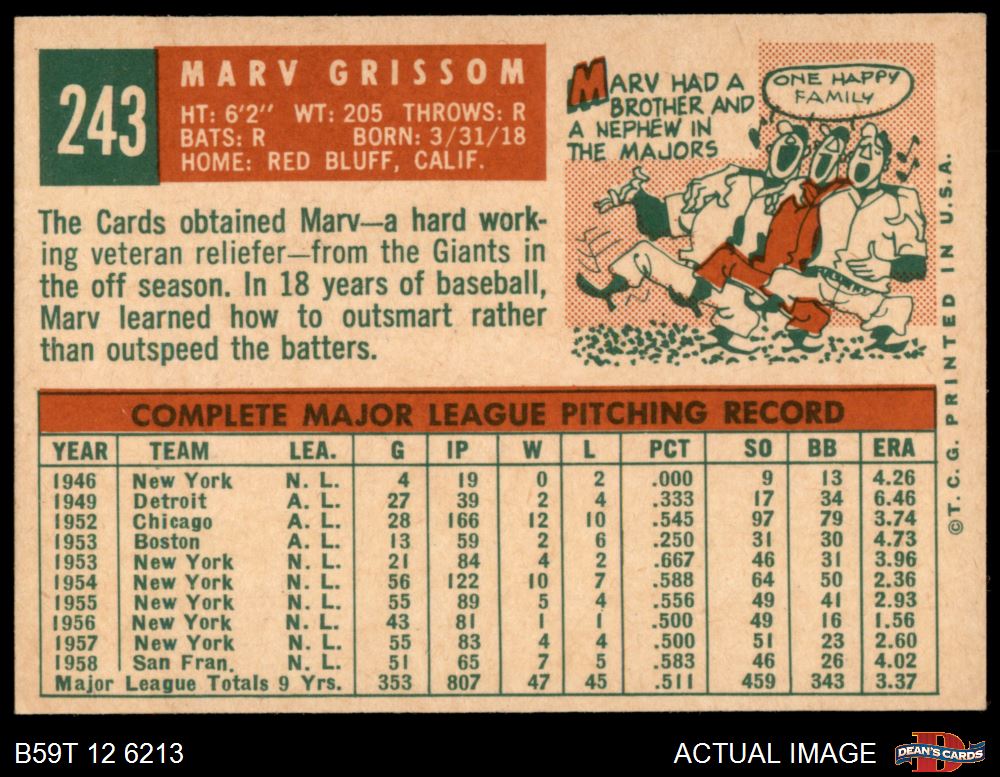 243
MARV GRISSOM
HT: 6'2" WT: 205 THROWS: R
BATS: R BORN: 3/31/18
HOME: RED BLUFF, CALIF.
The Cards obtained Marv—a hard work-
ing veteran reliefer—from the Giants in
the off season. In 18 years of baseball,
Marv learned how to outsmart rather
than outspeed the batters.
MARV HAD A
BROTHER AND
A NEPHEW IN
THE MAJORS
ONE HAPPY
FAMILY
COMPLETE MAJOR LEAGUE PITCHING RECORD
YEAR TEAM LEA. G IP W L PCT SO BB ERA
1946 New York N. L. 4 19 0 2 .000 9 13 4.26
1949 Detroit A. L. 27 39 2 4 .333 17 34 6.46
1952 Chicago A. L. 28 166 12 10 .545 97 79 3.74
1953 Boston A. L. 13 59 2 6 .250 31 30 4.73
1953 New York N. L. 21 84 4 2 .667 46 31 3.96
1954 New York N. L. 56 122 10 7 .588 64 50 2.36
1955 New York N. L. 55 89 5 4 .556 49 41 2.93
1956 New York N. L. 43 81 1 1 .500 49 16 1.56
1957 New York N. L. 55 83 4 4 .500 51 23 2.60
1958 San Fran. N. L. 51 65 7 5 .583 46 26 4.02
Major League Totals 9 Yrs. 353 807 47 45 .511 459 343 3.37
©T. C. G. PRINTED IN U.S.A.
B59T 12 6213
ACTUAL IMAGE
D
DEAN'S CARDS